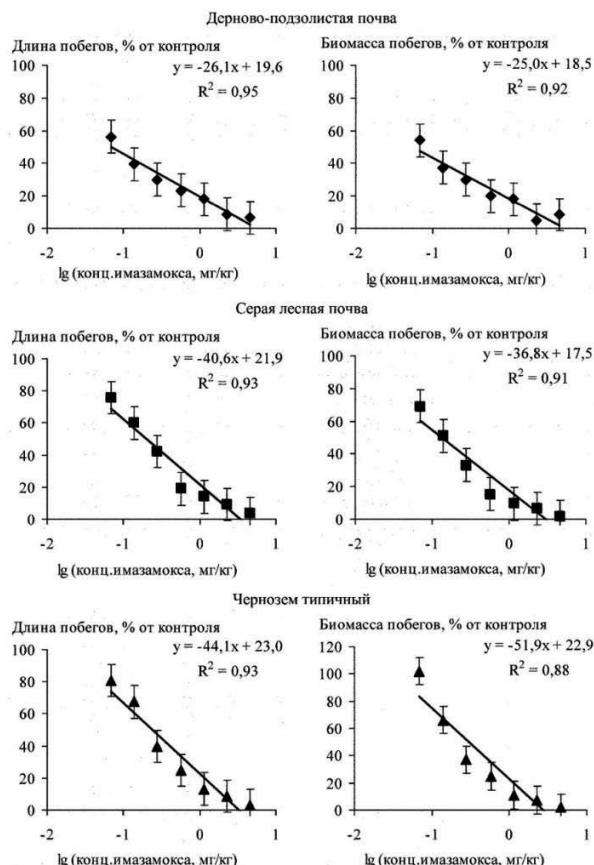 Дерново-подзолистая почва
Длина побегов, % от контроля
y = -26,1x + 19,6
R² = 0,95
100
80
60
40
20
0
-2 -1 0 1
lg (конц.имазамокса, мг/кг)
Биомасса побегов, % от контроля
y = -25,0x + 18,5
R² = 0,92
100
80
60
40
20
0
-2 -1 0 1
lg (конц.имазамокса, мг/кг)
Серая лесная почва
Длина побегов, % от контроля
y = -40,6x + 21,9
R² = 0,93
100
80
60
40
20
0
-2 -1 0 1
lg (конц.имазамокса, мг/кг)
Биомасса побегов, % от контроля
y = -36,8x + 17,5
R² = 0,91
100
80
60
40
20
0
-2 -1 0 1
lg (конц.имазамокса, мг/кг)
Чернозем типичный
Длина побегов, % от контроля
y = -44,1x + 23,0
R² = 0,93
100
80
60
40
20
0
-2 -1 0 1
lg (конц.имазамокса, мг/кг)
Биомасса побегов, % от контроля
y = -51,9x + 22,9
R² = 0,88
120
100
80
60
40
20
0
-2 -1 0 1
lg (конц.имазамокса, мг/кг)